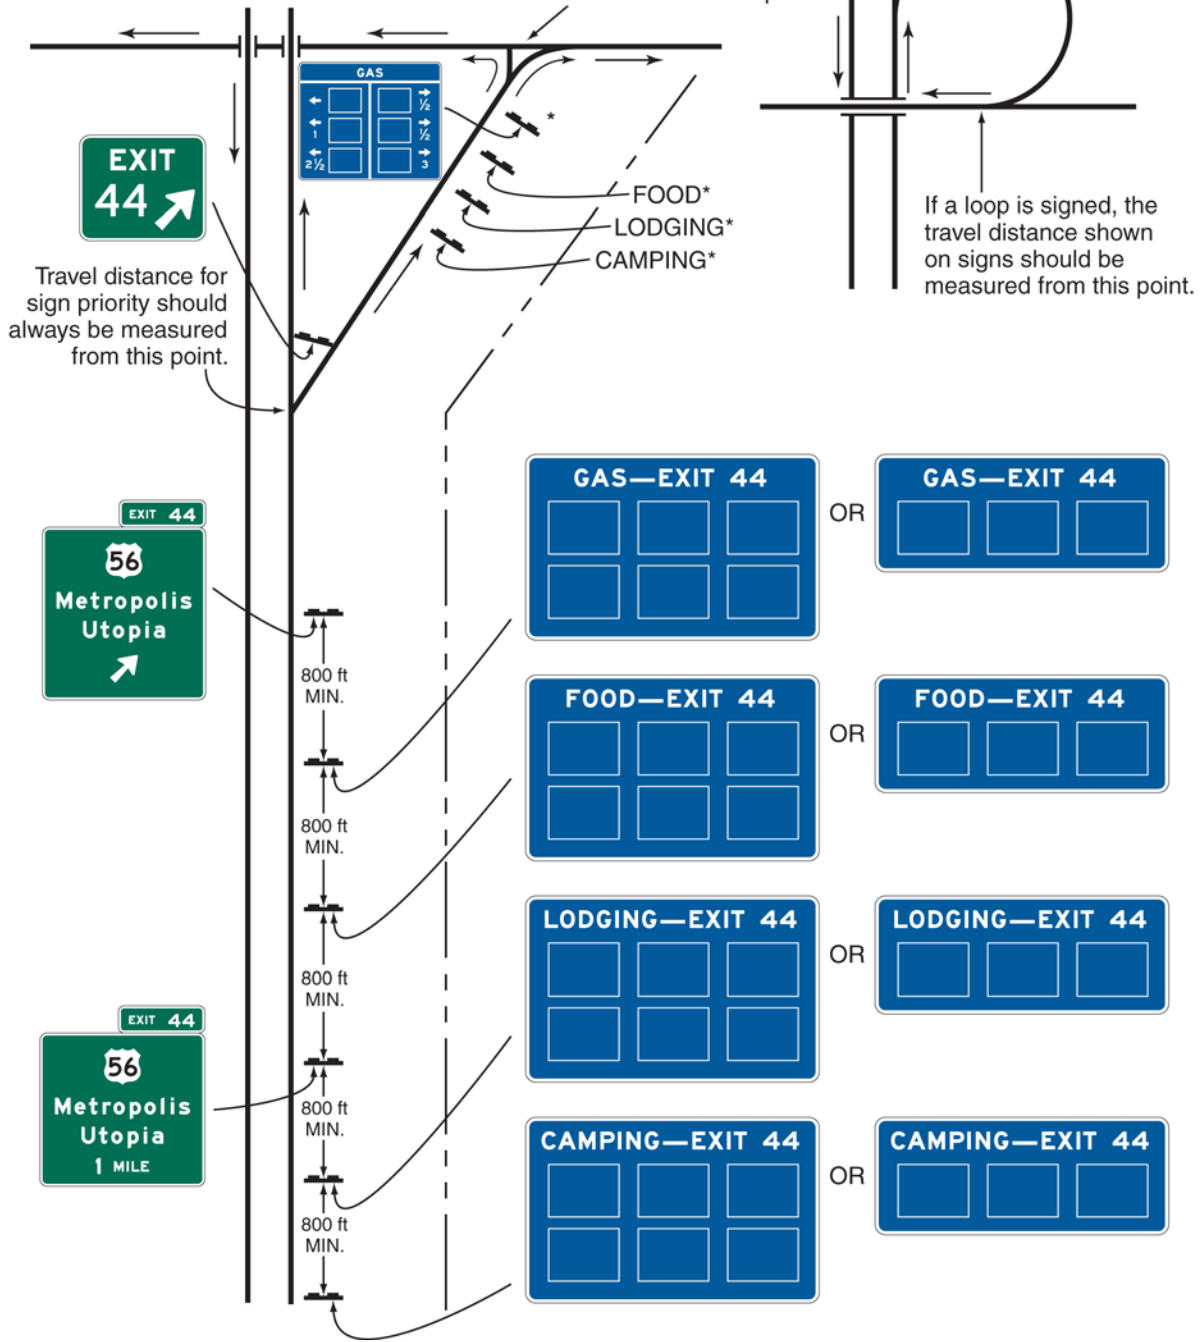 GAS
←
→
½
←
1
→
½
←
2½
→
3
*
EXIT
44
FOOD*
LODGING*
CAMPING*
Travel distance for
sign priority should
always be measured
from this point.
If a loop is signed, the
travel distance shown
on signs should be
measured from this point.
EXIT 44
56
Metropolis
Utopia
800 ft
MIN.
800 ft
MIN.
800 ft
MIN.
EXIT 44
56
Metropolis
Utopia
1 MILE
800 ft
MIN.
800 ft
MIN.
GAS—EXIT 44
OR
GAS—EXIT 44
FOOD—EXIT 44
OR
FOOD—EXIT 44
LODGING—EXIT 44
OR
LODGING—EXIT 44
CAMPING—EXIT 44
OR
CAMPING—EXIT 44